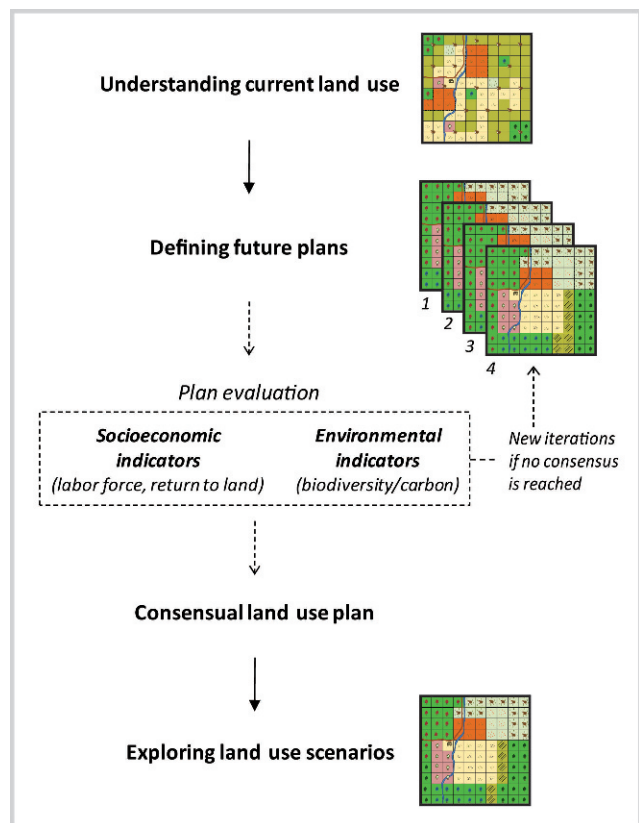 Understanding current land use
Defining future plans
1
2
3
4
Plan evaluation
Socioeconomic
indicators
(labor force, return to land)
Environmental
indicators
(biodiversity/carbon)
New iterations
if no consensus
is reached
Consensual land use plan
Exploring land use scenarios